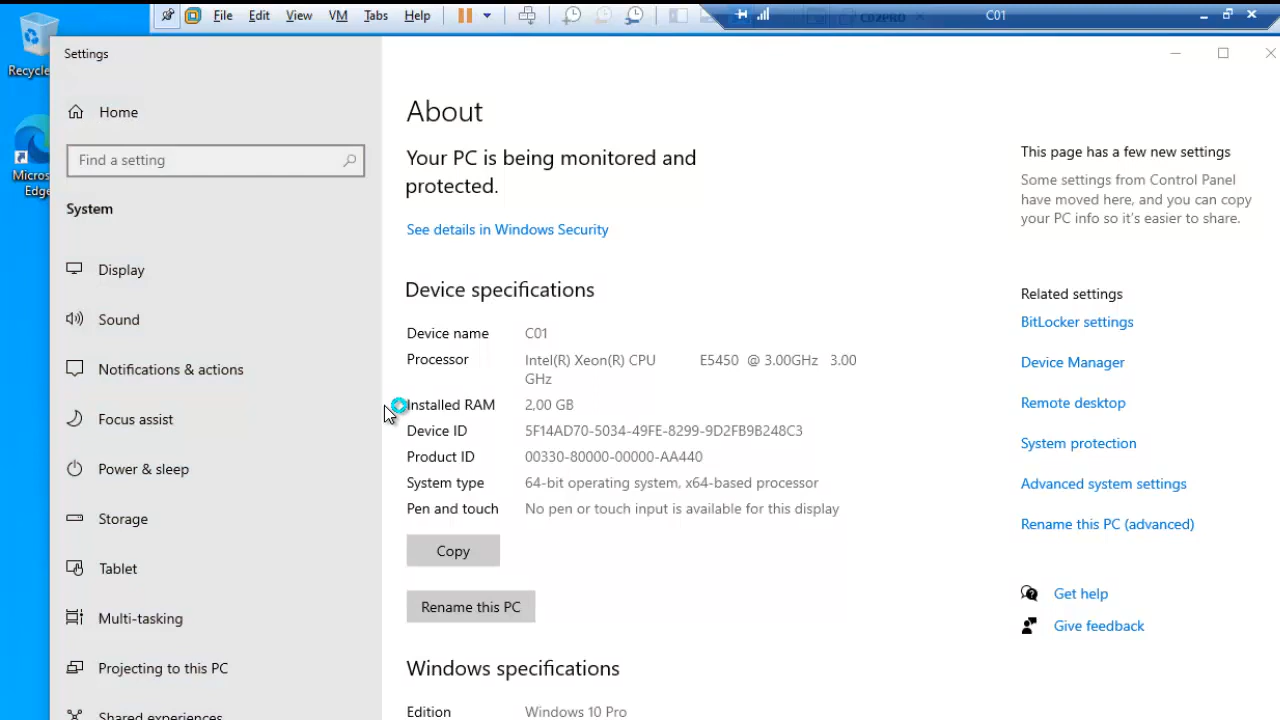 File Edit View VM Tabs Help
C02PRO
C01
Recycle
Micros
Edge
Settings
Home
Find a setting
System
Display
Sound
Notifications & actions
Focus assist
Power & sleep
Storage
Tablet
Multi-tasking
Projecting to this PC
Shared experiences
About
Your PC is being monitored and
protected.
See details in Windows Security
Device specifications
Device name C01
Processor Intel(R) Xeon(R) CPU E5450 @ 3.00GHz 3.00
GHz
Installed RAM 2,00 GB
Device ID 5F14AD70-5034-49FE-8299-9D2FB9B248C3
Product ID 00330-80000-00000-AA440
System type 64-bit operating system, x64-based processor
Pen and touch No pen or touch input is available for this display
Copy
Rename this PC
Windows specifications
Edition Windows 10 Pro
This page has a few new settings
Some settings from Control Panel
have moved here, and you can copy
your PC info so it's easier to share.
Related settings
BitLocker settings
Device Manager
Remote desktop
System protection
Advanced system settings
Rename this PC (advanced)
Get help
Give feedback